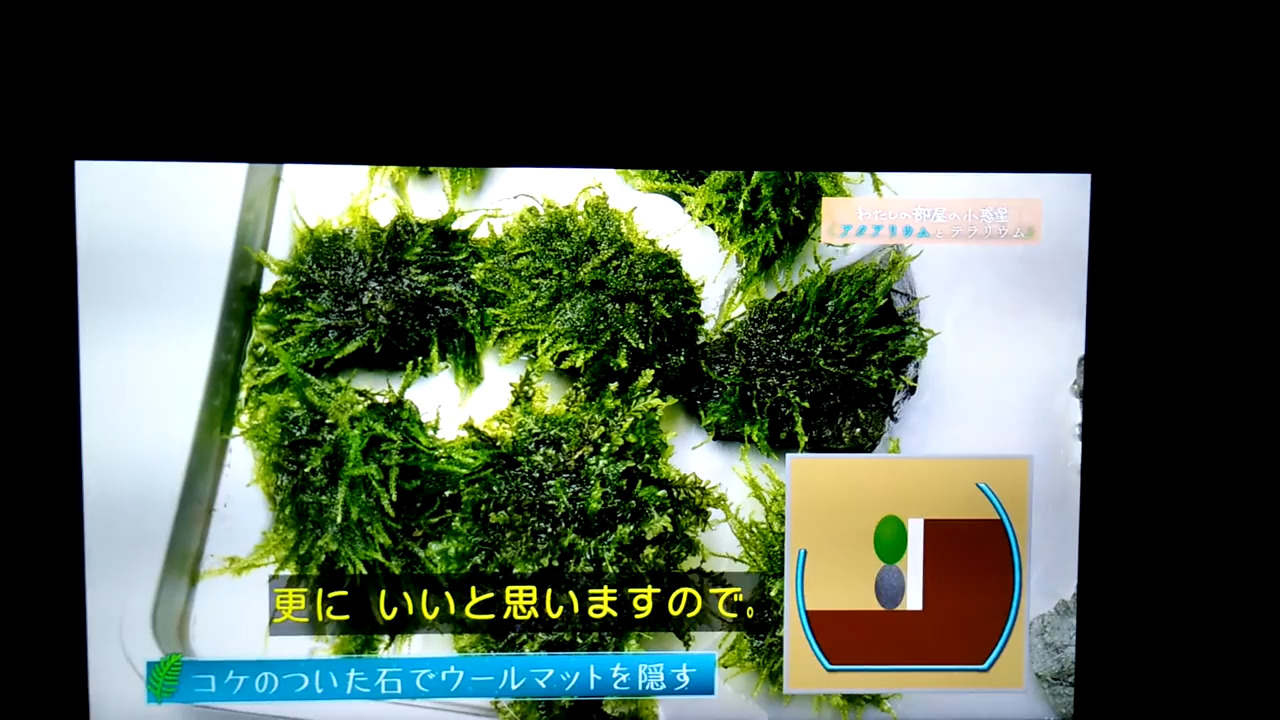 わたしの部屋の小惑星
アクアリウムとテラリウム
更に いいと思いますので。
コケのついた石でウールマットを隠す